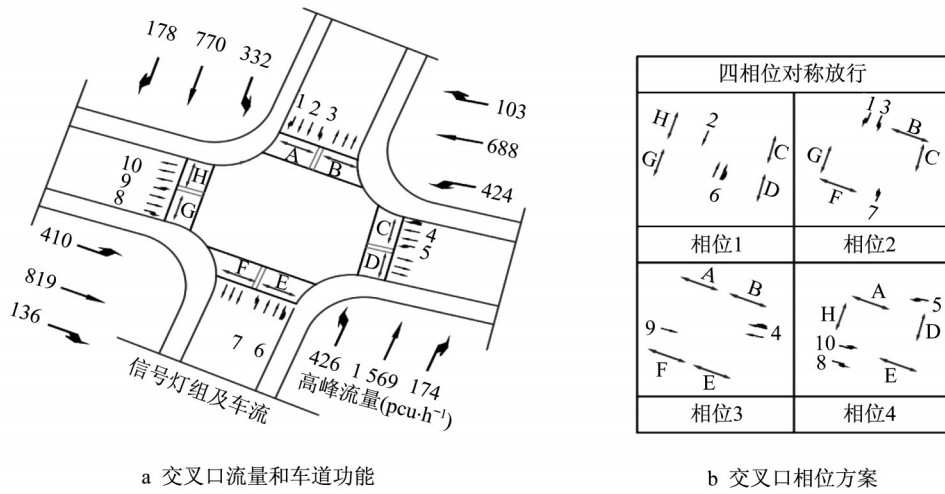 178 770 332
103
688
424
1 2 3
A B
10
9
8
H
G
C
D
4
5
F E
7 6
410
819
136
426 1 569 174
高峰流量(pcu·h⁻¹)
信号灯组及车流
a 交叉口流量和车道功能
四相位对称放行
H 2 C
G 6 D
相位1
1 3 B
G C
F 7
相位2
A B
9 4
F E
相位3
A 5
H D
10
8 E
相位4
b 交叉口相位方案